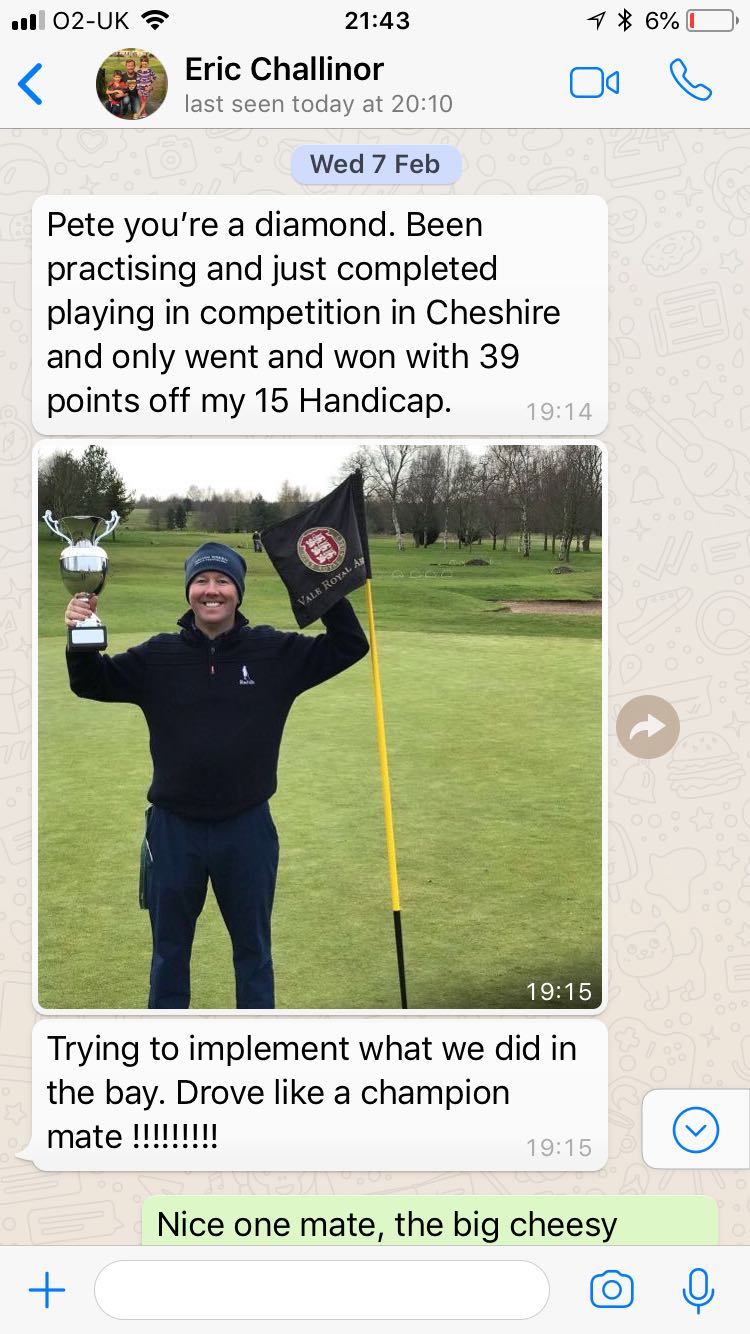 O2-UK 21:43 6%
Eric Challinor
last seen today at 20:10
Wed 7 Feb
Pete you’re a diamond. Been
practising and just completed
playing in competition in Cheshire
and only went and won with 39
points off my 15 Handicap.
19:14
VALE ROYAL
19:15
Trying to implement what we did in
the bay. Drove like a champion
mate !!!!!!!!!
19:15
Nice one mate, the big cheesy